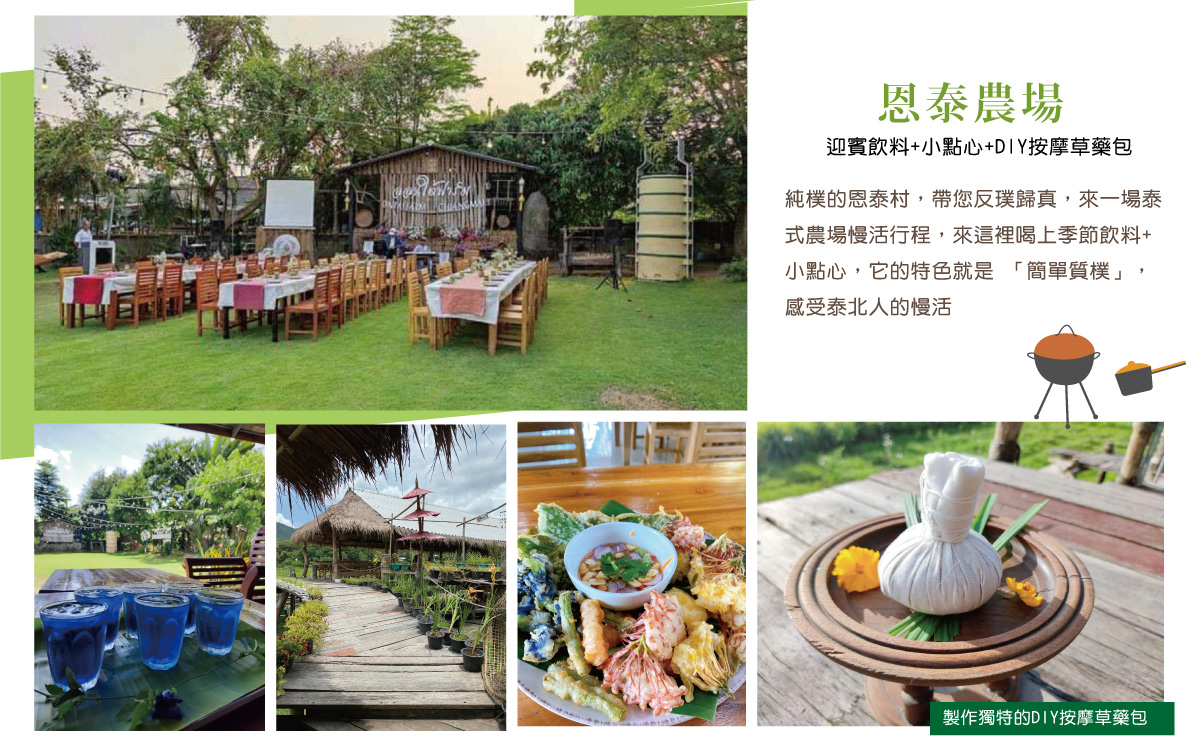 恩泰農場
迎賓飲料+小點心+DIY按摩草藥包
純樸的恩泰村，帶您反璞歸真，來一場泰
式農場慢活行程，來這裡喝上季節飲料+
小點心，它的特色就是 「簡單質樸」，
感受泰北人的慢活
製作獨特的DIY按摩草藥包